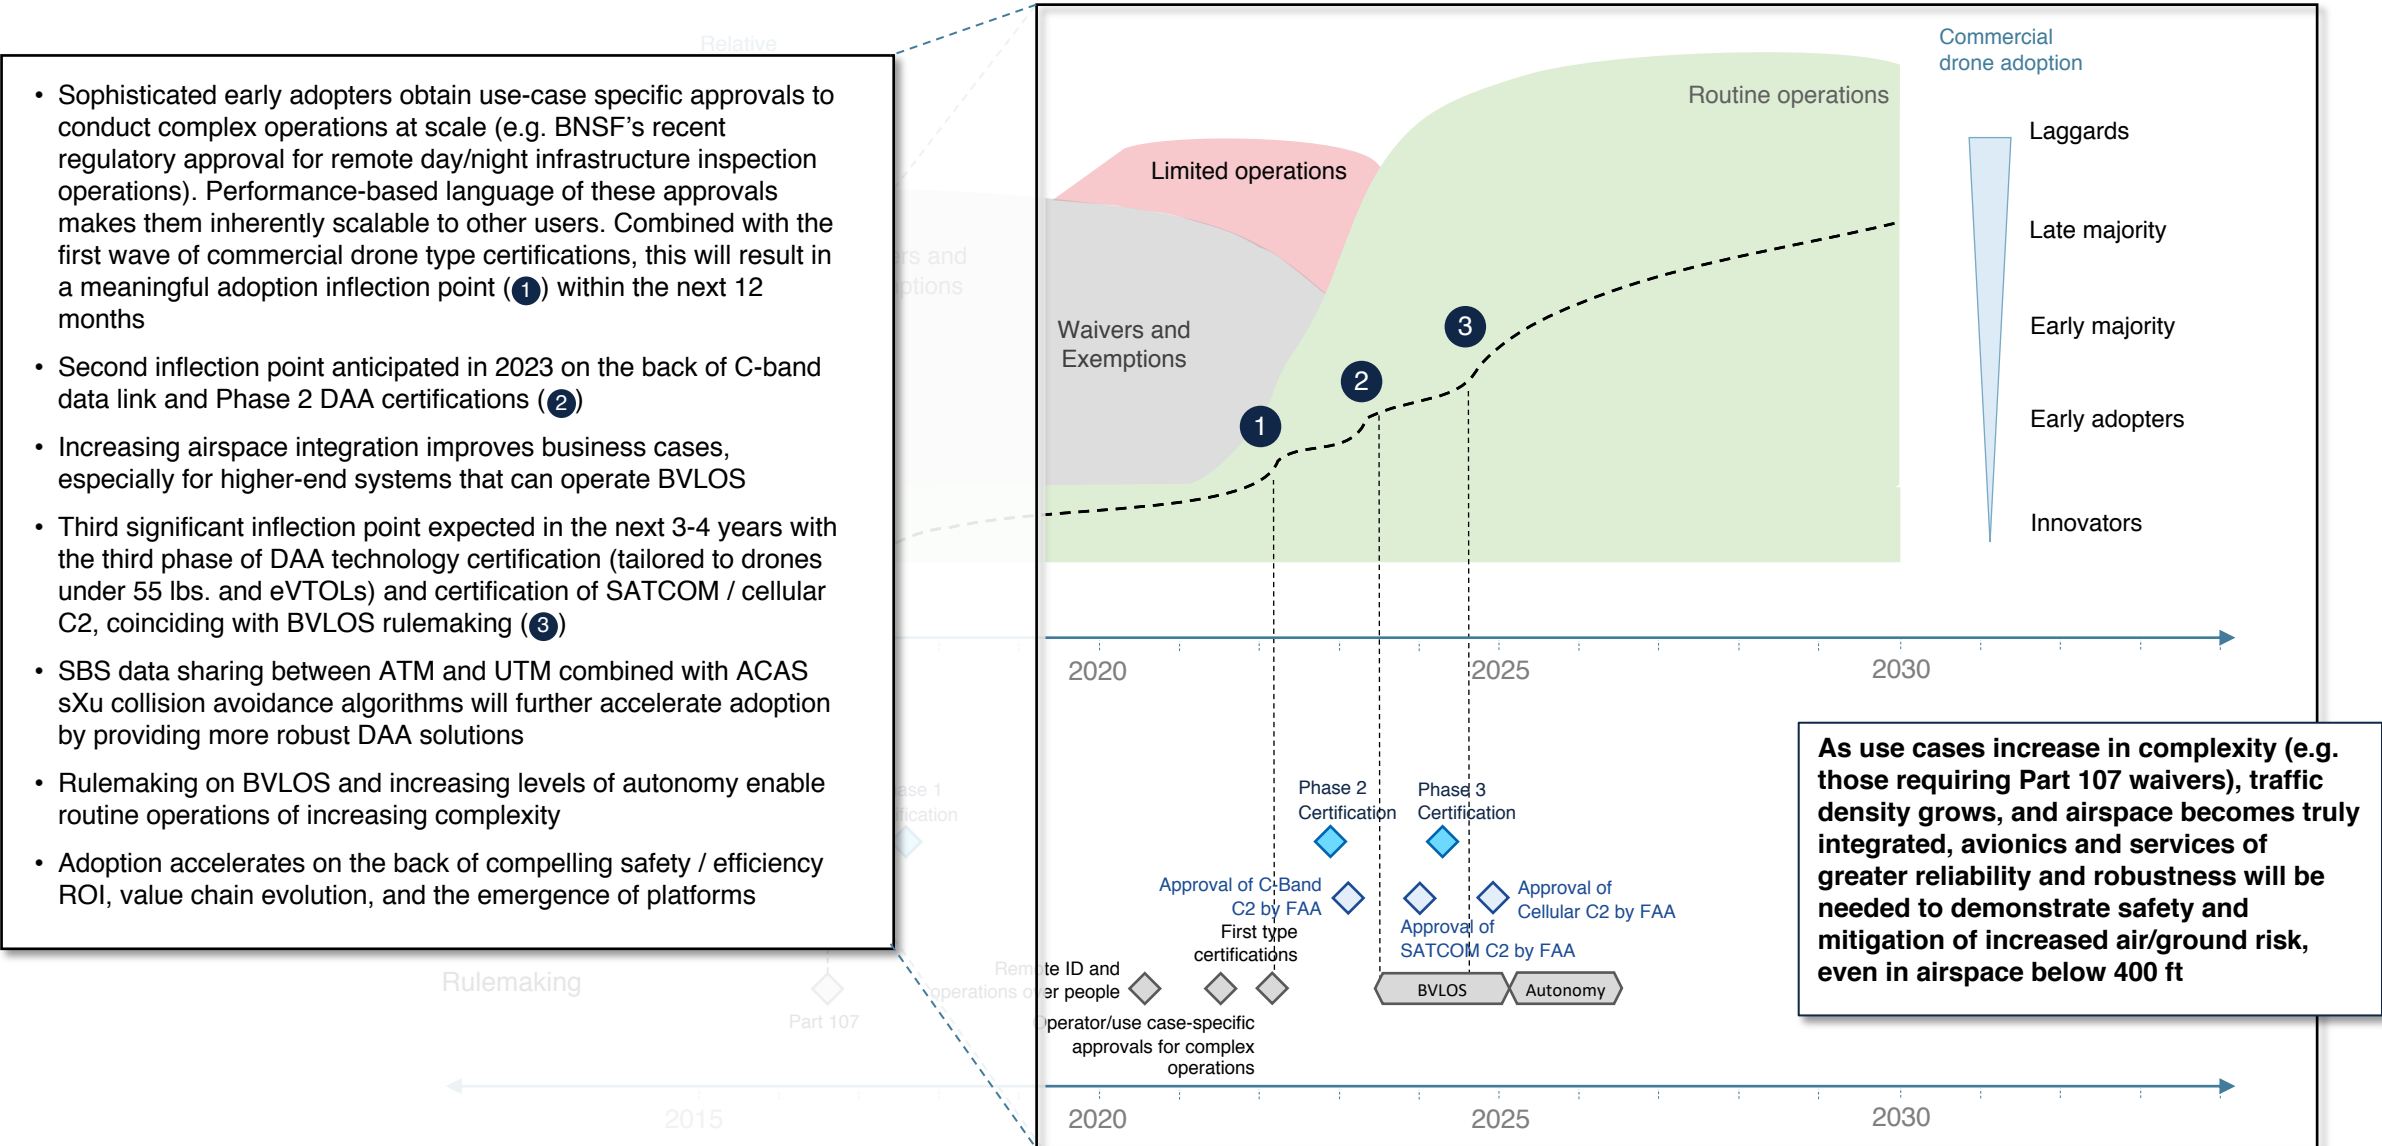 Relative
• Sophisticated early adopters obtain use-case specific approvals to
conduct complex operations at scale (e.g. BNSF’s recent
regulatory approval for remote day/night infrastructure inspection
operations). Performance-based language of these approvals
makes them inherently scalable to other users. Combined with the
first wave of commercial drone type certifications, this will result in
a meaningful adoption inflection point (1) within the next 12
months
• Second inflection point anticipated in 2023 on the back of C-band
data link and Phase 2 DAA certifications (2)
• Increasing airspace integration improves business cases,
especially for higher-end systems that can operate BVLOS
• Third significant inflection point expected in the next 3-4 years with
the third phase of DAA technology certification (tailored to drones
under 55 lbs. and eVTOLs) and certification of SATCOM / cellular
C2, coinciding with BVLOS rulemaking (3)
• SBS data sharing between ATM and UTM combined with ACAS
sXu collision avoidance algorithms will further accelerate adoption
by providing more robust DAA solutions
• Rulemaking on BVLOS and increasing levels of autonomy enable
routine operations of increasing complexity
• Adoption accelerates on the back of compelling safety / efficiency
ROI, value chain evolution, and the emergence of platforms
Commercial
drone adoption
Routine operations
Limited operations
Waivers and
Exemptions
1
2
3
Laggards
Late majority
Early majority
Early adopters
Innovators
2020
2025
2030
Phase 2
Certification
Phase 3
Certification
Approval of C-Band
C2 by FAA
Approval of
SATCOM C2 by FAA
Approval of
Cellular C2 by FAA
First type
certifications
Rulemaking
Part 107
Remote ID and
operations over people
Operator/use case-specific
approvals for complex
operations
BVLOS
Autonomy
As use cases increase in complexity (e.g.
those requiring Part 107 waivers), traffic
density grows, and airspace becomes truly
integrated, avionics and services of
greater reliability and robustness will be
needed to demonstrate safety and
mitigation of increased air/ground risk,
even in airspace below 400 ft
2015
2020
2025
2030